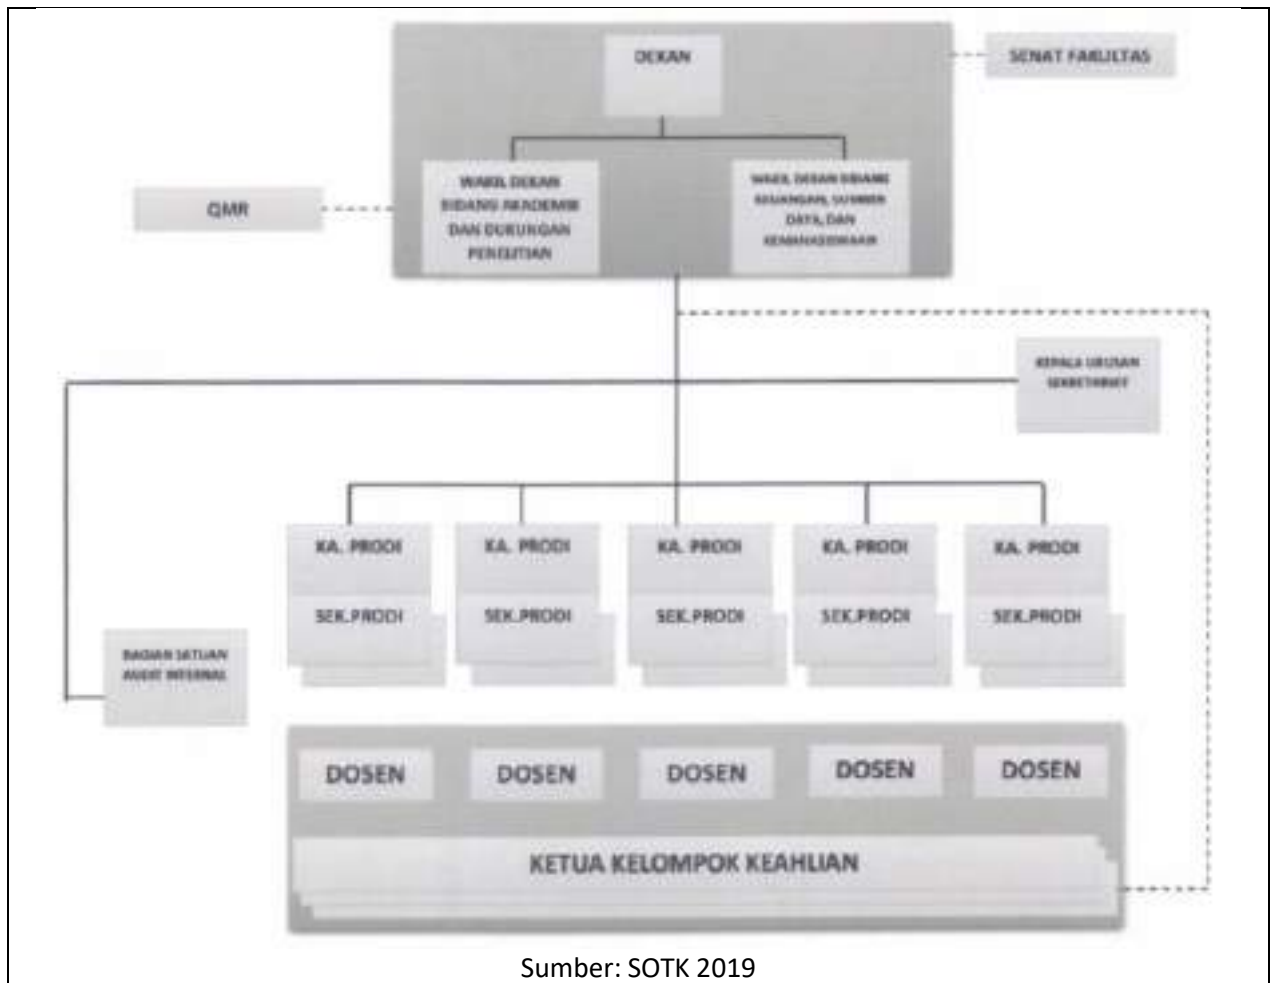 DEKAN
SENAT FAKULTAS
WAKIL DEKAN
BIDANG AKADEMIK
DAN DUKUNGAN
PENELITIAN
WAKIL DEKAN BIDANG
KEUANGAN, SUMBER
DAYA, DAN
KEMAHASISWAAN
QMR
KEPALA URUSAN
SEKRETARIAT
KA. PRODI
KA. PRODI
KA. PRODI
KA. PRODI
KA. PRODI
SEK.PRODI
SEK.PRODI
SEK.PRODI
SEK.PRODI
SEK.PRODI
BAGIAN SATUAN
AUDIT INTERNAL
DOSEN
DOSEN
DOSEN
DOSEN
DOSEN
KETUA KELOMPOK KEAHLIAN
Sumber: SOTK 2019